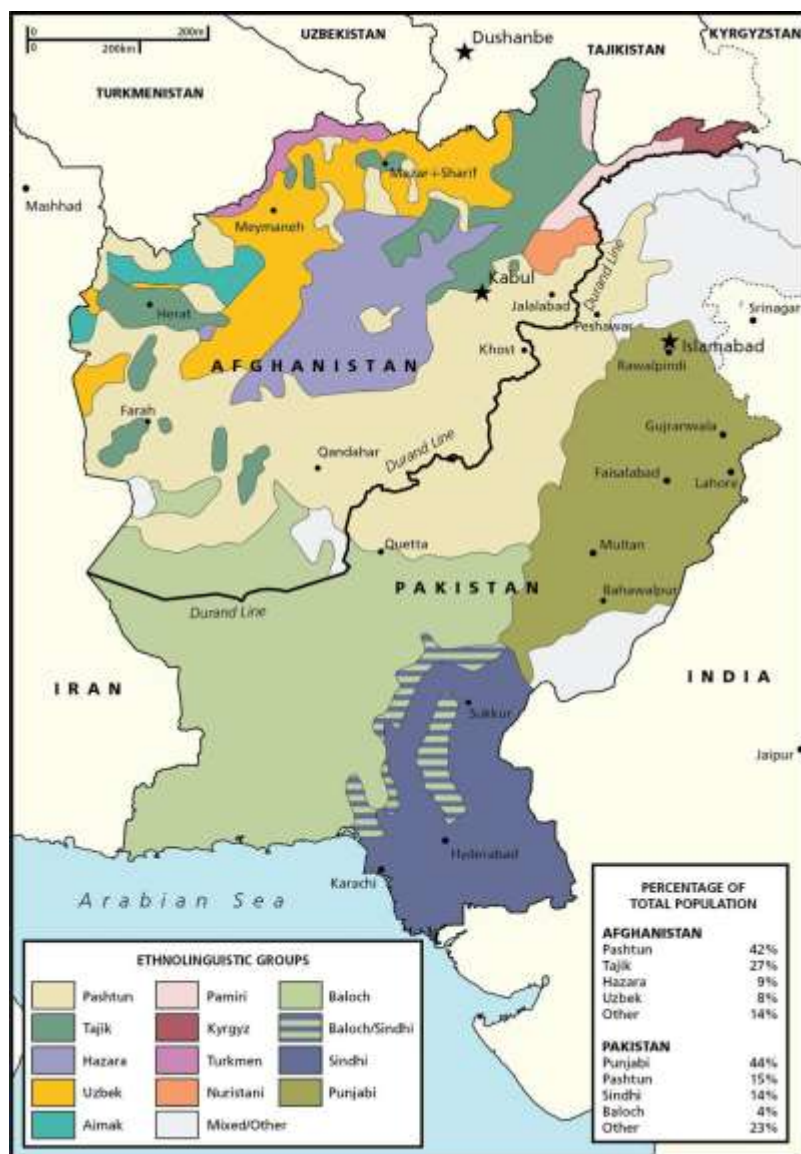 0 200m
0 200km
UZBEKISTAN
Dushanbe
KYRGYZSTAN
TAJIKISTAN
TURKMENISTAN
Mashhad
Mazar-i-Sharif
Meymaneh
Herat
Kabul
Jalalabad
Durand Line
Peshawar
Srinagar
Khost
Islamabad
Rawalpindi
AFGHANISTAN
Farah
Gujranwala
Qandahar
Durand Line
Faisalabad
Lahore
Quetta
Multan
PAKISTAN
Bahawalpur
Durand Line
IRAN
INDIA
Sukkur
Jaipur
Hyderabad
Karachi
Arabian Sea
ETHNOLINGUISTIC GROUPS
Pashtun
Pamiri
Baloch
Tajik
Kyrgyz
Baloch/Sindhi
Hazara
Turkmen
Sindhi
Uzbek
Nuristani
Punjabi
Aimak
Mixed/Other
PERCENTAGE OF
TOTAL POPULATION
AFGHANISTAN
Pashtun 42%
Tajik 27%
Hazara 9%
Uzbek 8%
Other 14%
PAKISTAN
Punjabi 44%
Pashtun 15%
Sindhi 14%
Baloch 4%
Other 23%